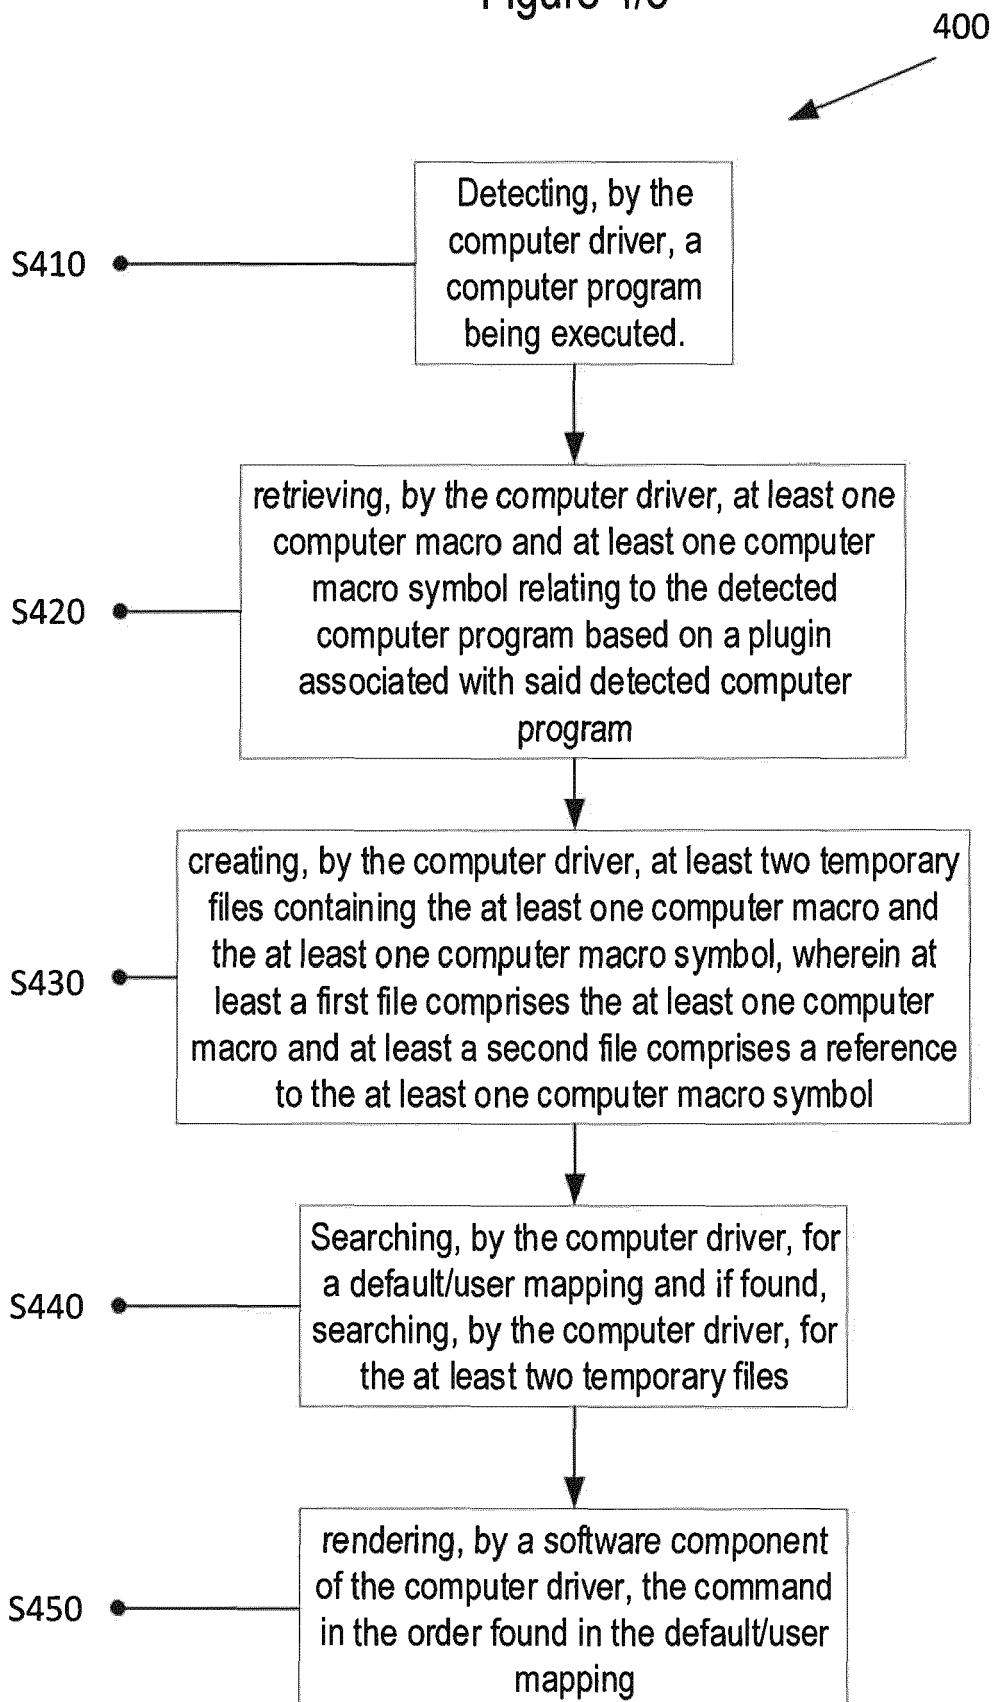 400
Detecting, by the
computer driver, a
computer program
being executed.
S410
retrieving, by the computer driver, at least one
computer macro and at least one computer
macro symbol relating to the detected
computer program based on a plugin
associated with said detected computer
program
S420
creating, by the computer driver, at least two temporary
files containing the at least one computer macro and
the at least one computer macro symbol, wherein at
least a first file comprises the at least one computer
macro and at least a second file comprises a reference
to the at least one computer macro symbol
S430
Searching, by the computer driver, for
a default/user mapping and if found,
searching, by the computer driver, for
the at least two temporary files
S440
rendering, by a software component
of the computer driver, the command
in the order found in the default/user
mapping
S450